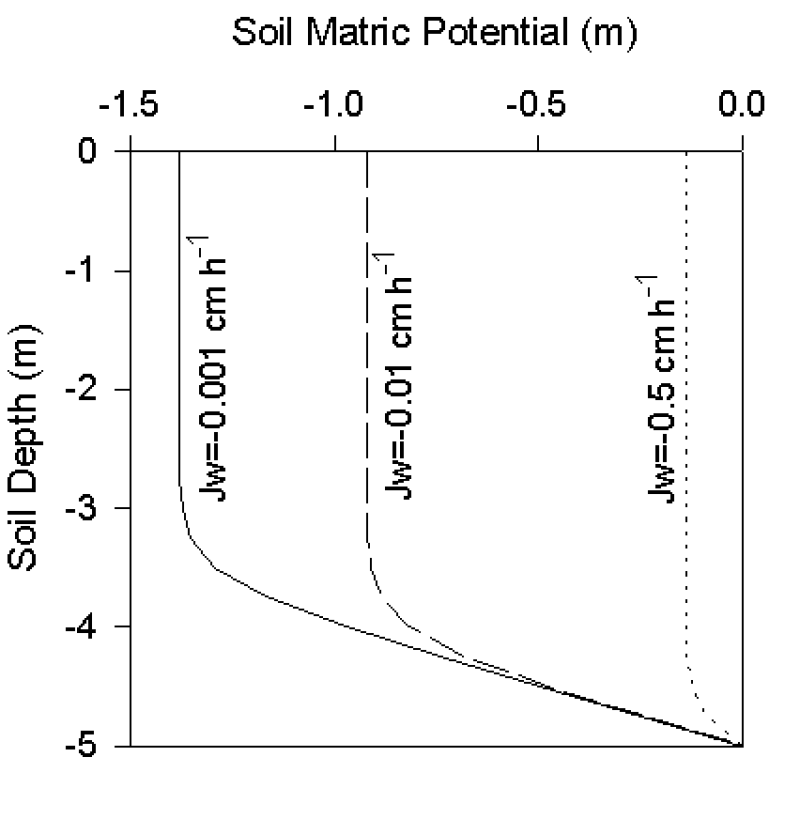 Soil Matric Potential (m)
-1.5 -1.0 -0.5 0.0
0
-1
-2
-3
-4
-5
Soil Depth (m)
Jw=-0.001 cm h⁻¹
Jw=-0.01 cm h⁻¹
Jw=-0.5 cm h⁻¹